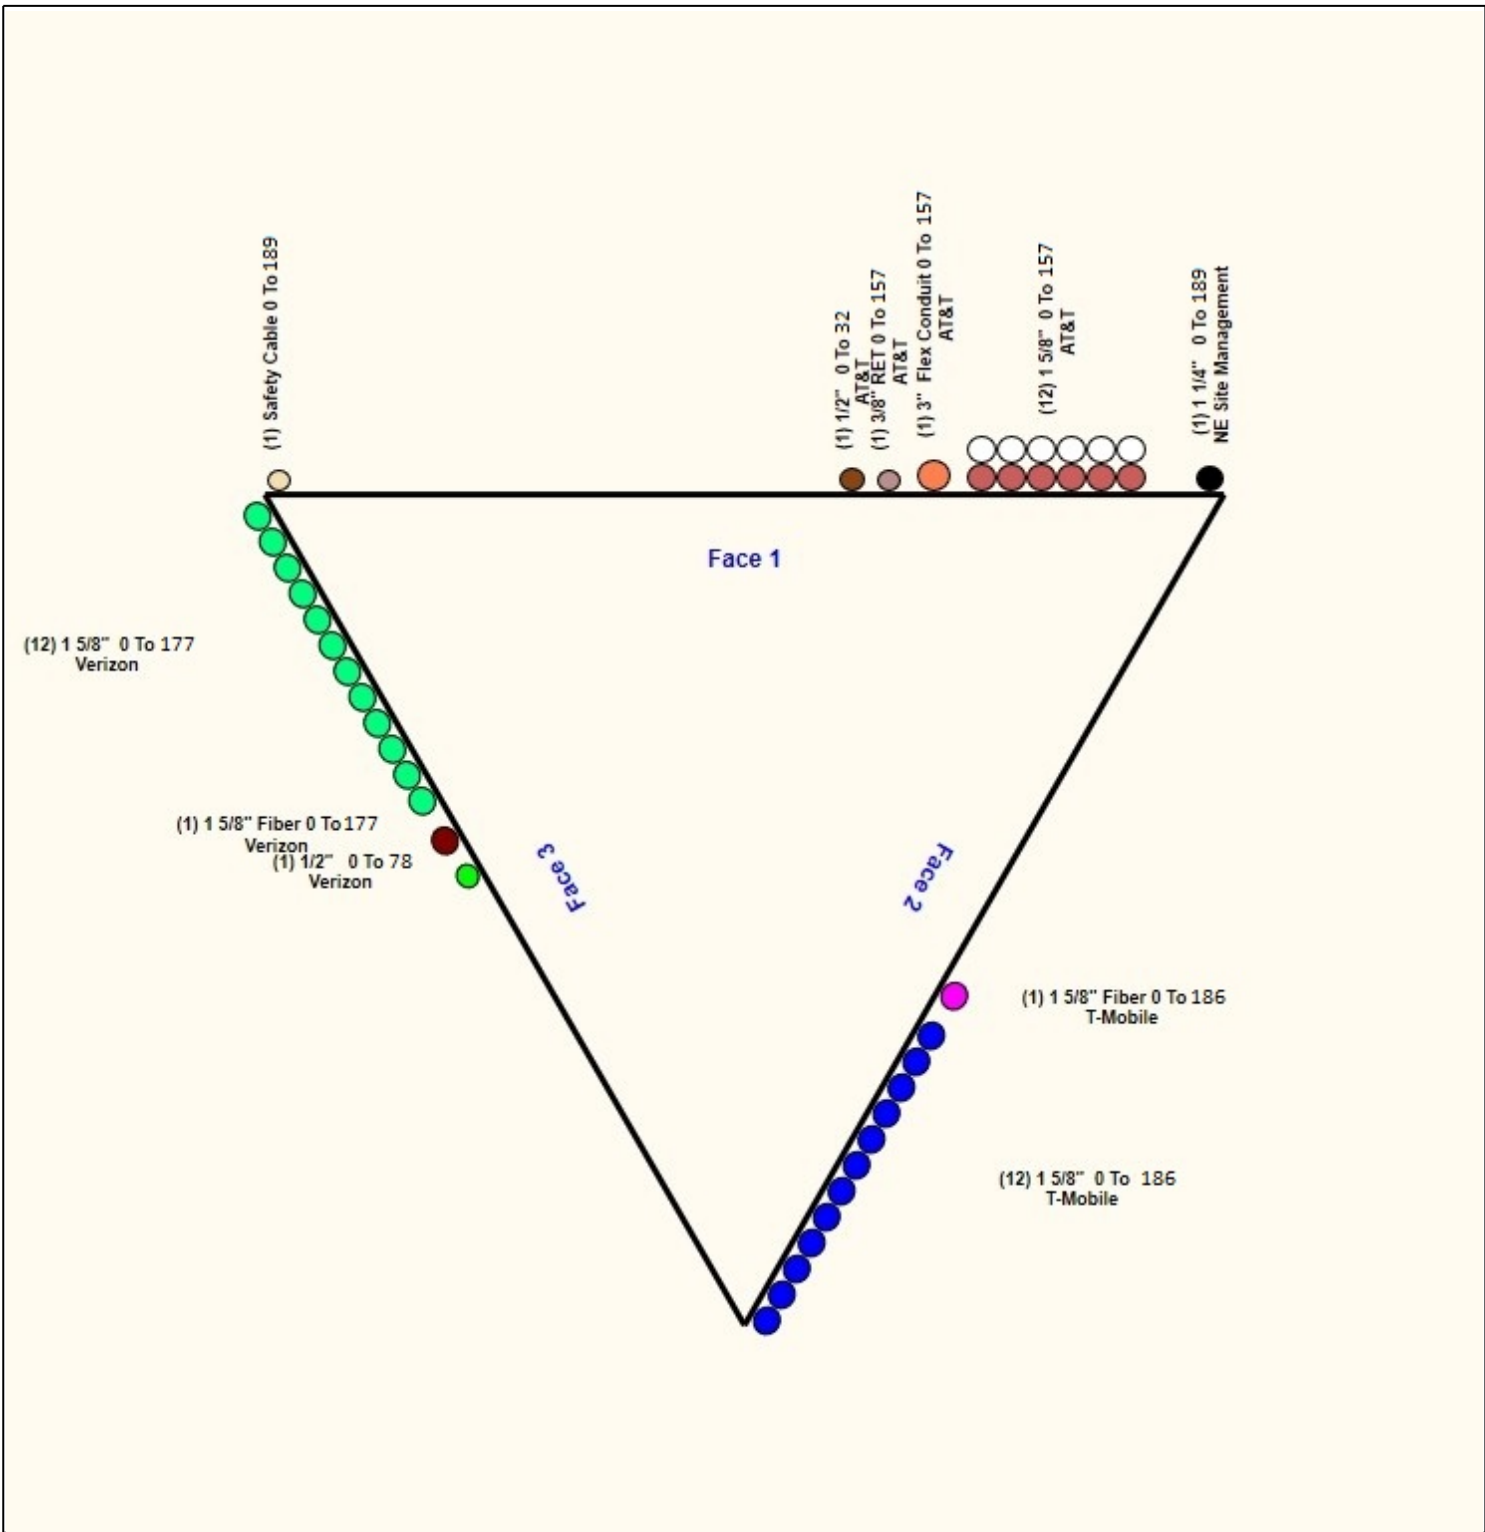 (1) Safety Cable 0 To 189
(1) 1/2" 0 To 32
AT&T
(1) 3/8" RET 0 To 157
AT&T
(1) 3" Flex Conduit 0 To 157
AT&T
(12) 1 5/8" 0 To 157
AT&T
(1) 1 1/4" 0 To 189
NE Site Management
Face 1
(12) 1 5/8" 0 To 177
Verizon
(1) 1 5/8" Fiber 0 To 177
Verizon
(1) 1/2" 0 To 78
Verizon
Face 3
Face 2
(1) 1 5/8" Fiber 0 To 186
T-Mobile
(12) 1 5/8" 0 To 186
T-Mobile